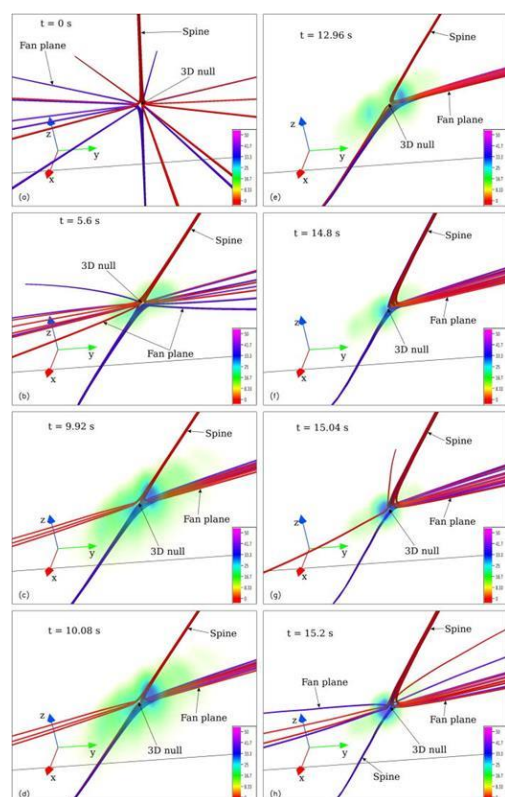 t = 0 s
Spine
Fan plane
3D null
z
y
x
(a)
t = 5.6 s
Spine
3D null
Fan plane
z
y
x
(b)
t = 9.92 s
Spine
Fan plane
3D null
z
y
x
(c)
t = 10.08 s
Spine
Fan plane
3D null
z
y
x
(d)
t = 12.96 s
Spine
Fan plane
3D null
z
y
x
(e)
t = 14.8 s
Spine
Fan plane
3D null
z
y
x
(f)
t = 15.04 s
Spine
Fan plane
3D null
z
y
x
(g)
t = 15.2 s
Spine
Fan plane
Fan plane
3D null
Spine
z
y
x
(h)